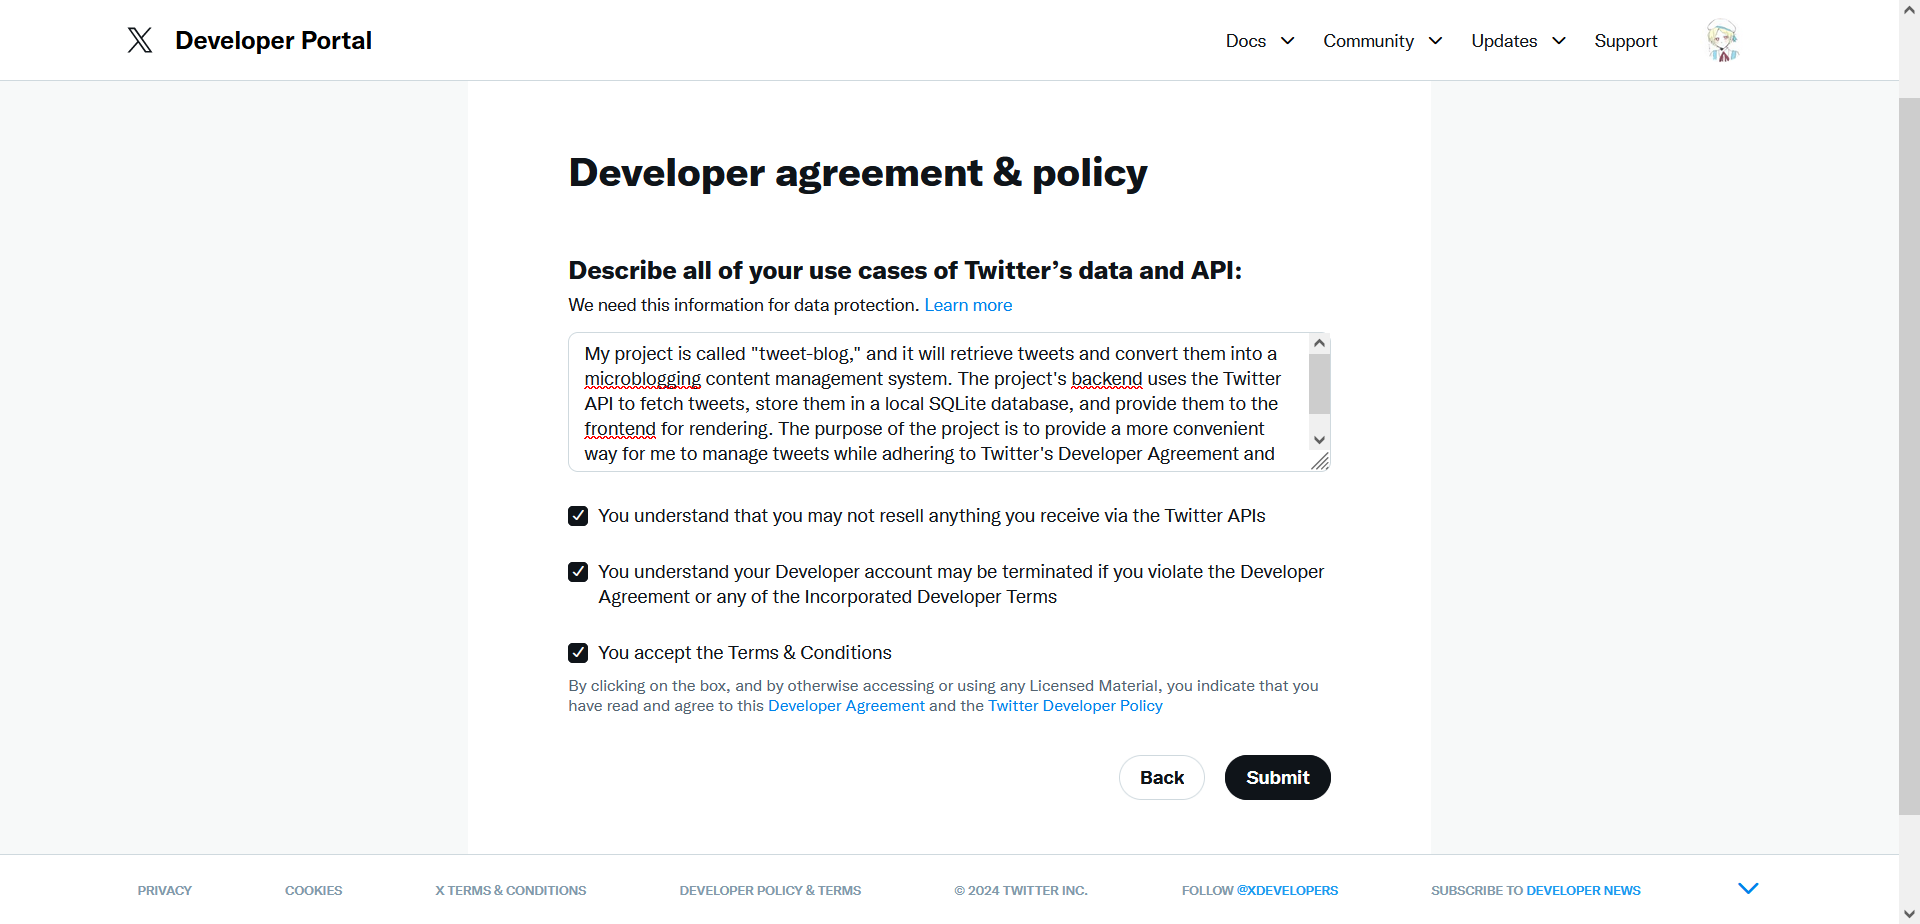 Developer Portal
Docs
Community
Updates
Support
Developer agreement & policy
Describe all of your use cases of Twitter’s data and API:
We need this information for data protection. Learn more
My project is called "tweet-blog," and it will retrieve tweets and convert them into a
microblogging content management system. The project's backend uses the Twitter
API to fetch tweets, store them in a local SQLite database, and provide them to the
frontend for rendering. The purpose of the project is to provide a more convenient
way for me to manage tweets while adhering to Twitter's Developer Agreement and
You understand that you may not resell anything you receive via the Twitter APIs
You understand your Developer account may be terminated if you violate the Developer
Agreement or any of the Incorporated Developer Terms
You accept the Terms & Conditions
By clicking on the box, and by otherwise accessing or using any Licensed Material, you indicate that you
have read and agree to this Developer Agreement and the Twitter Developer Policy
Back
Submit
PRIVACY
COOKIES
X TERMS & CONDITIONS
DEVELOPER POLICY & TERMS
© 2024 TWITTER INC.
FOLLOW @XDEVELOPERS
SUBSCRIBE TO DEVELOPER NEWS